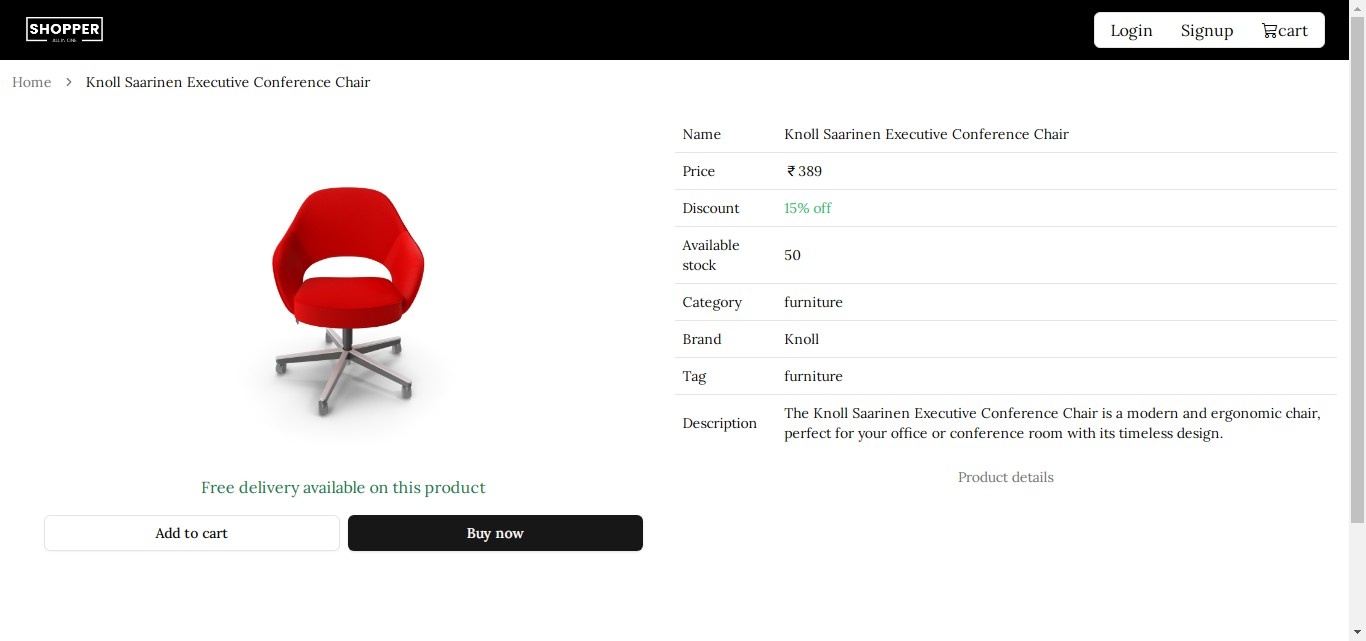 SHOPPER
ALL IN ONE
Login Signup cart
Home > Knoll Saarinen Executive Conference Chair
Name Knoll Saarinen Executive Conference Chair
Price ₹ 389
Discount 15% off
Available
stock
50
Category furniture
Brand Knoll
Tag furniture
Description
The Knoll Saarinen Executive Conference Chair is a modern and ergonomic chair,
perfect for your office or conference room with its timeless design.
Product details
Free delivery available on this product
Add to cart Buy now